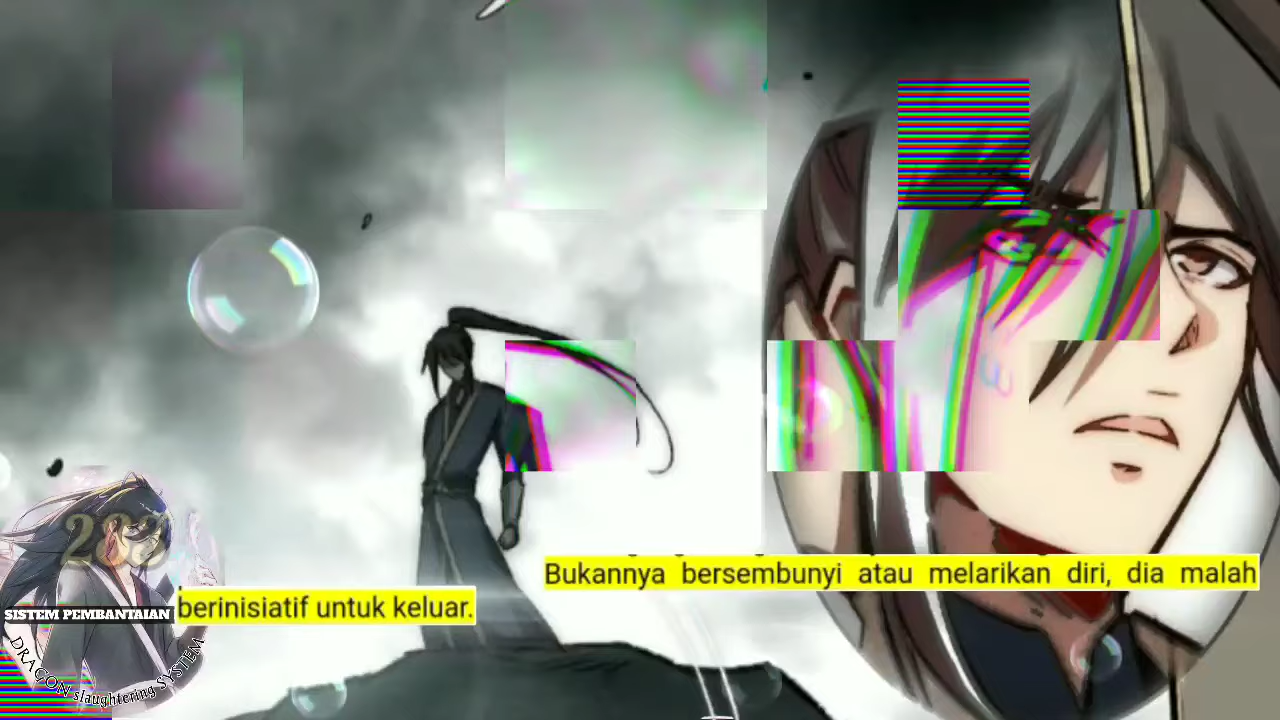 Bukannya bersembunyi atau melarikan diri, dia malah
berinisiatif untuk keluar.
SISTEM PEMBANTAIAN
DRAGON slaughtering SYSTEM